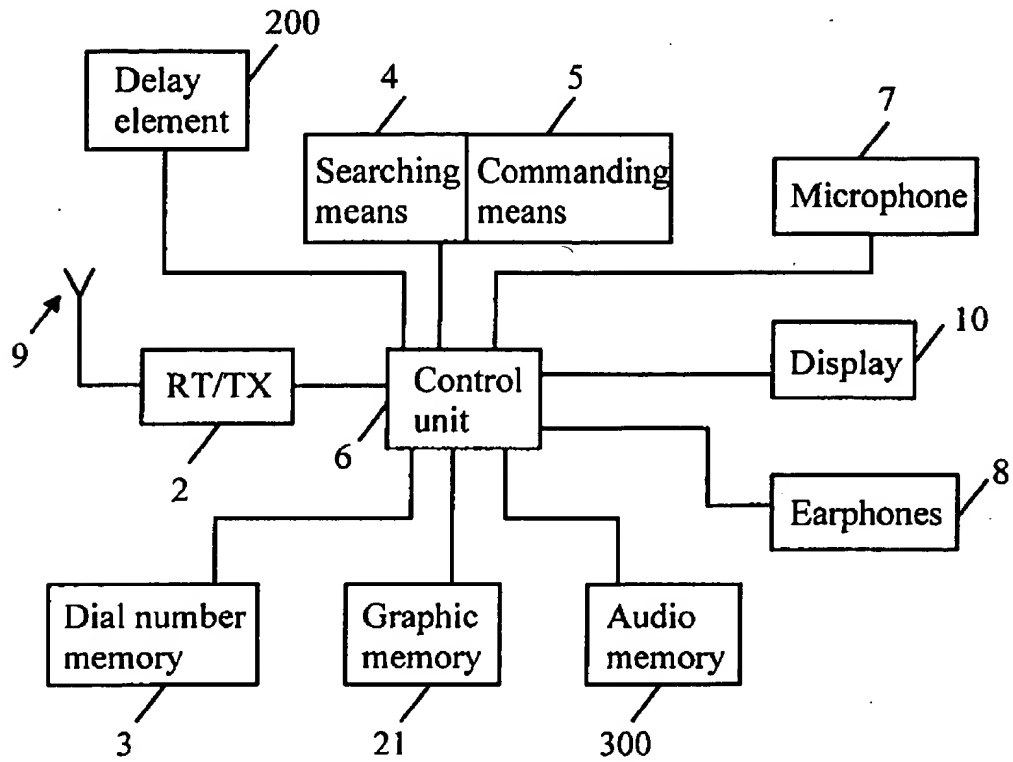 200
Delay
element
4
5
Searching
means
Commanding
means
7
Microphone
9
RT/TX
2
Control
unit
6
10
Display
8
Earphones
Dial number
memory
3
Graphic
memory
21
Audio
memory
300